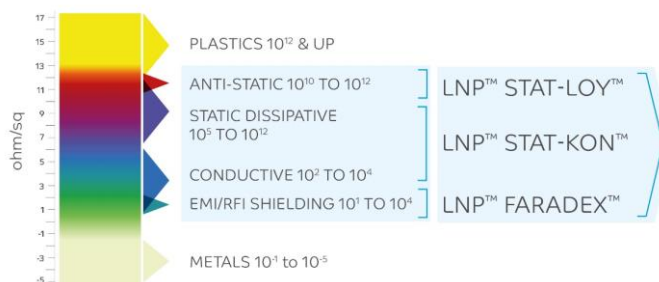 17
15
13
11
9
7
5
3
1
-1
-3
-5
ohm/sq
PLASTICS 10¹² & UP
ANTI-STATIC 10¹⁰ TO 10¹²
STATIC DISSIPATIVE
10⁵ TO 10¹²
CONDUCTIVE 10² TO 10⁴
EMI/RFI SHIELDING 10¹ TO 10⁴
METALS 10⁻¹ to 10⁻⁵
LNP™ STAT-LOY™
LNP™ STAT-KON™
LNP™ FARADEX™